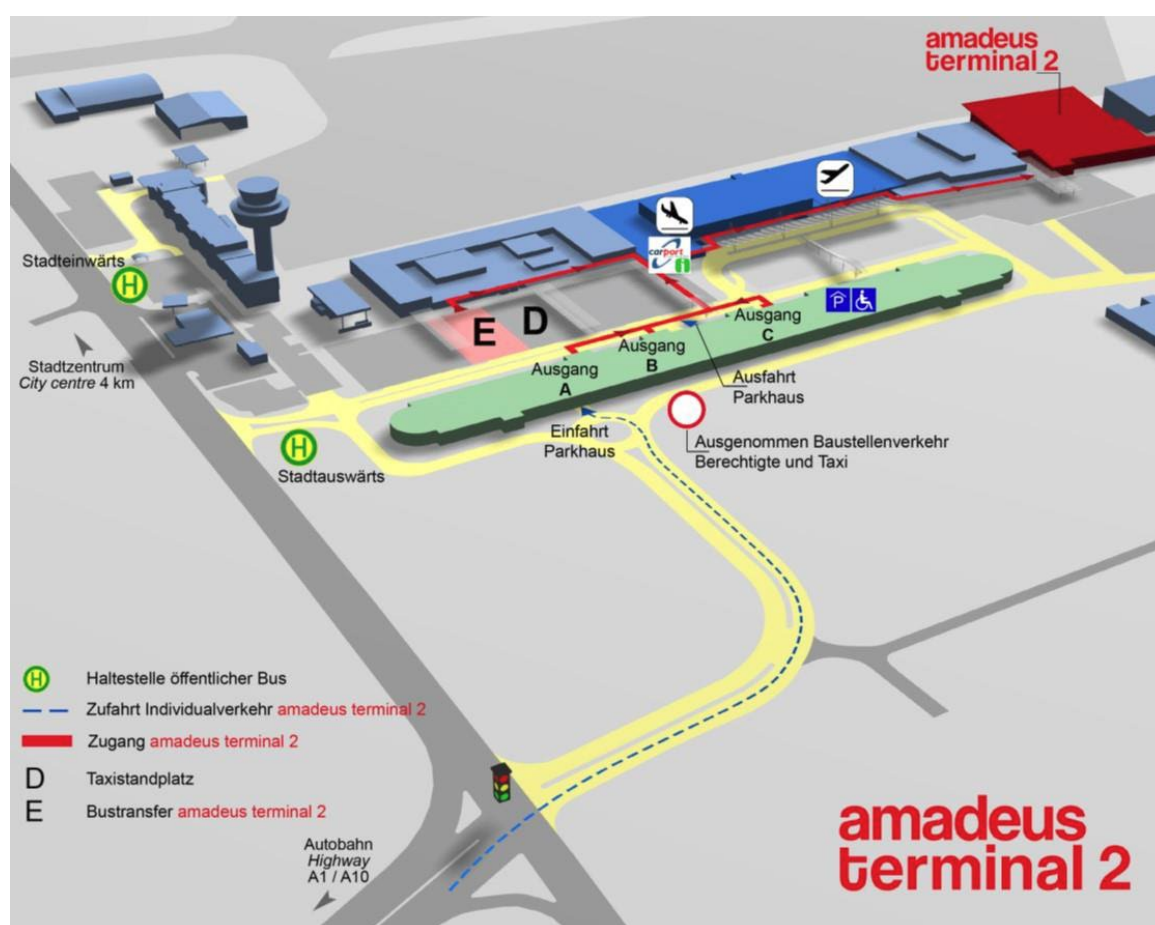 amadeus
terminal 2
Stadteinwärts
H
Stadtzentrum
City centre 4 km
carport
i
P
E
D
Ausgang
A
Ausgang
B
Ausgang
C
Ausfahrt
Parkhaus
Einfahrt
Parkhaus
Ausgenommen Baustellenverkehr
Berechtigte und Taxi
H
Stadtauswärts
H Haltestelle öffentlicher Bus
Zufahrt Individualverkehr amadeus terminal 2
Zugang amadeus terminal 2
D Taxistandplatz
E Bustransfer amadeus terminal 2
Autobahn
Highway
A1 / A10
amadeus
terminal 2